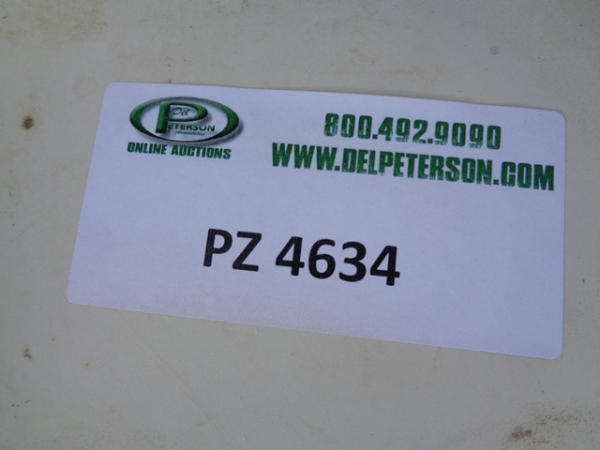 Del
PETERSON
ONLINE AUCTIONS
800.492.9090
WWW.DELPETERSON.COM
PZ 4634